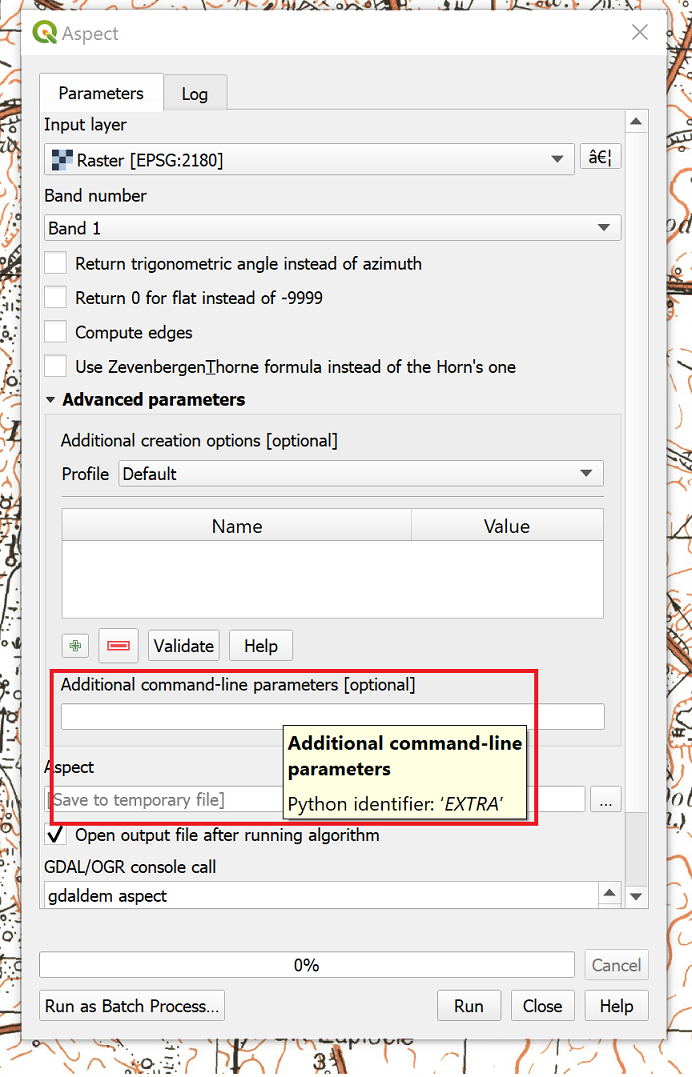 Aspect
Parameters
Log
Input layer
Raster [EPSG:2180]
â€¦
Band number
Band 1
Return trigonometric angle instead of azimuth
Return 0 for flat instead of -9999
Compute edges
Use ZevenbergenThorne formula instead of the Horn's one
Advanced parameters
Additional creation options [optional]
Profile Default
Name Value
Validate Help
Additional command-line parameters [optional]
Additional command-line
parameters
Python identifier: ‘EXTRA’
Aspect
[Save to temporary file]
...
Open output file after running algorithm
GDAL/OGR console call
gdaldem aspect
0%
Cancel
Run as Batch Process...
Run Close Help
31